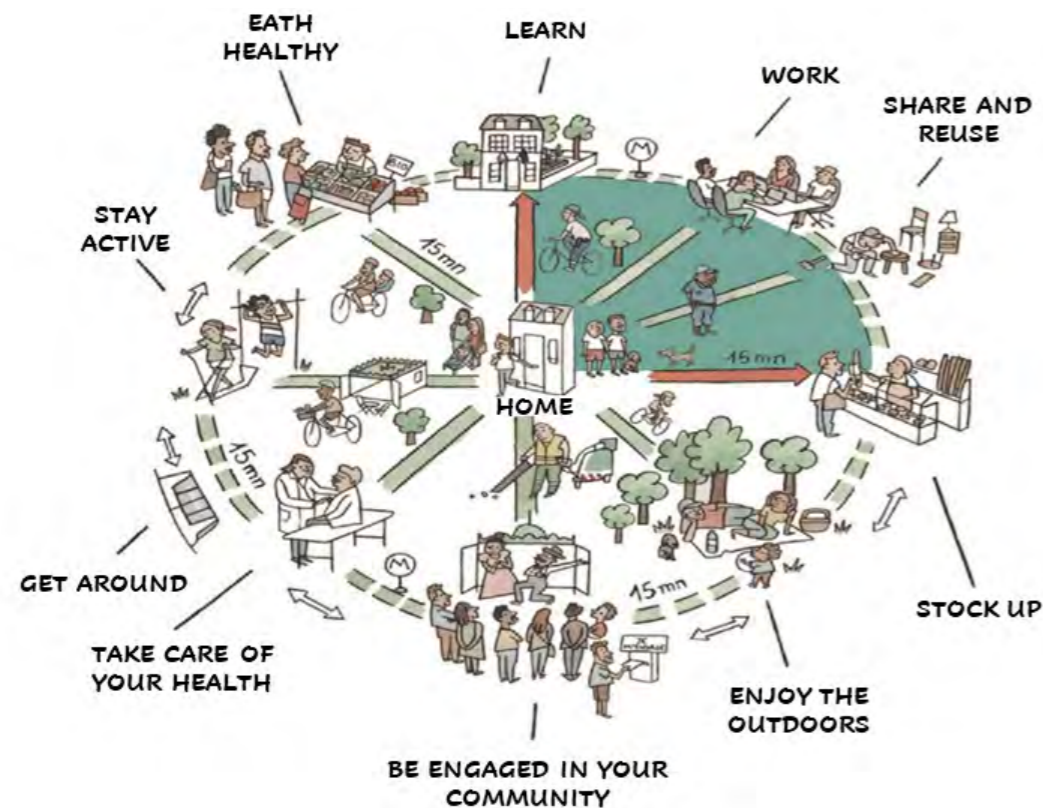 EATH
HEALTHY
LEARN
WORK
SHARE AND
REUSE
STAY
ACTIVE
M
15mn
15mn
HOME
15mn
GET AROUND
M
15mn
STOCK UP
TAKE CARE OF
YOUR HEALTH
ENJOY THE
OUTDOORS
BE ENGAGED IN YOUR
COMMUNITY